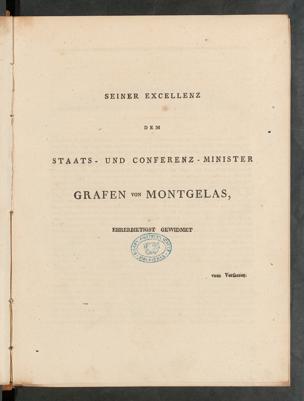 SEINER EXCELLENZ
DEM
STAATS- UND CONFERENZ-MINISTER
GRAFEN VON MONTGELAS,
EHRERBIETIGST GEWIDMET
vom Verfasser.